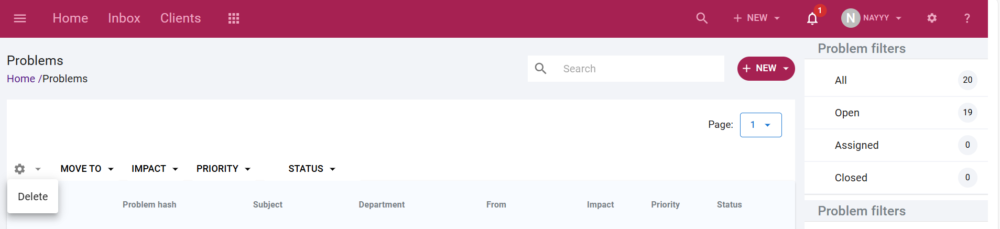 Home Inbox Clients + NEW 1 N NAYYY ?
Problems
Home /Problems
Search
+ NEW
Page: 1
MOVE TO IMPACT PRIORITY STATUS
Delete
Problem hash Subject Department From Impact Priority Status
Problem filters
All 20
Open 19
Assigned 0
Closed 0
Problem filters